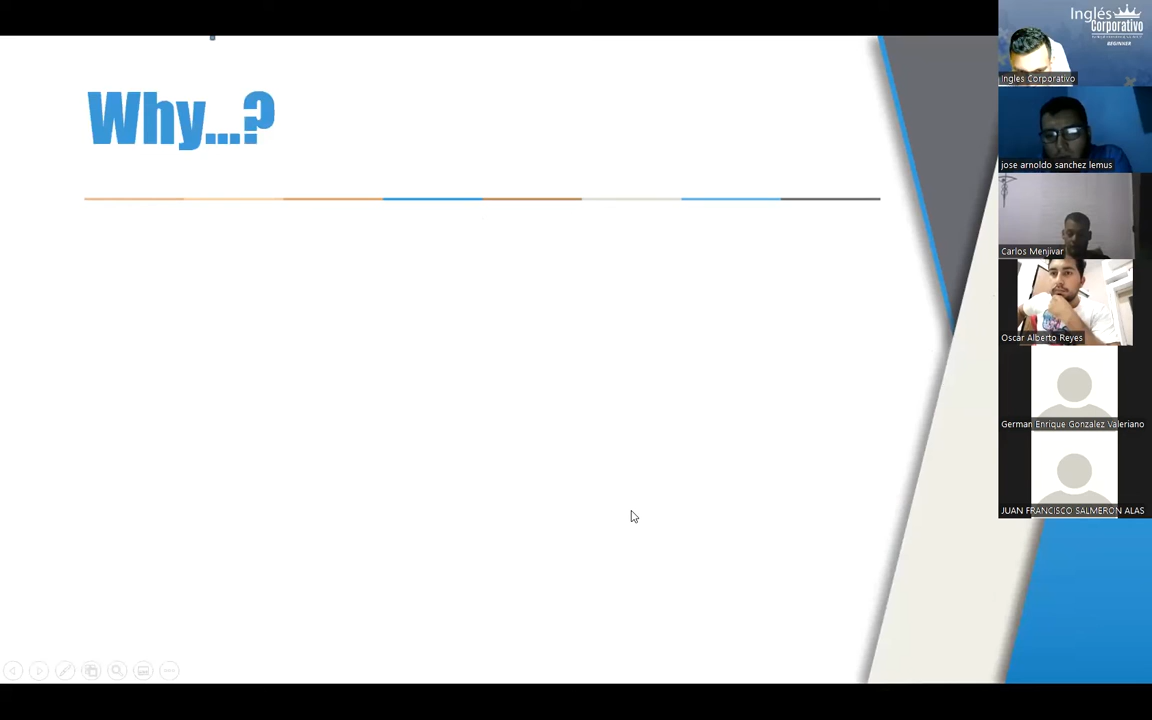 Why...?
Inglés
Corporativo
BEGINNER
Ingles Corporativo
jose arnoldo sanchez lemus
Carlos Menjivar
Oscar Alberto Reyes
German Enrique Gonzalez Valeriano
JUAN FRANCISCO SALMERON ALAS